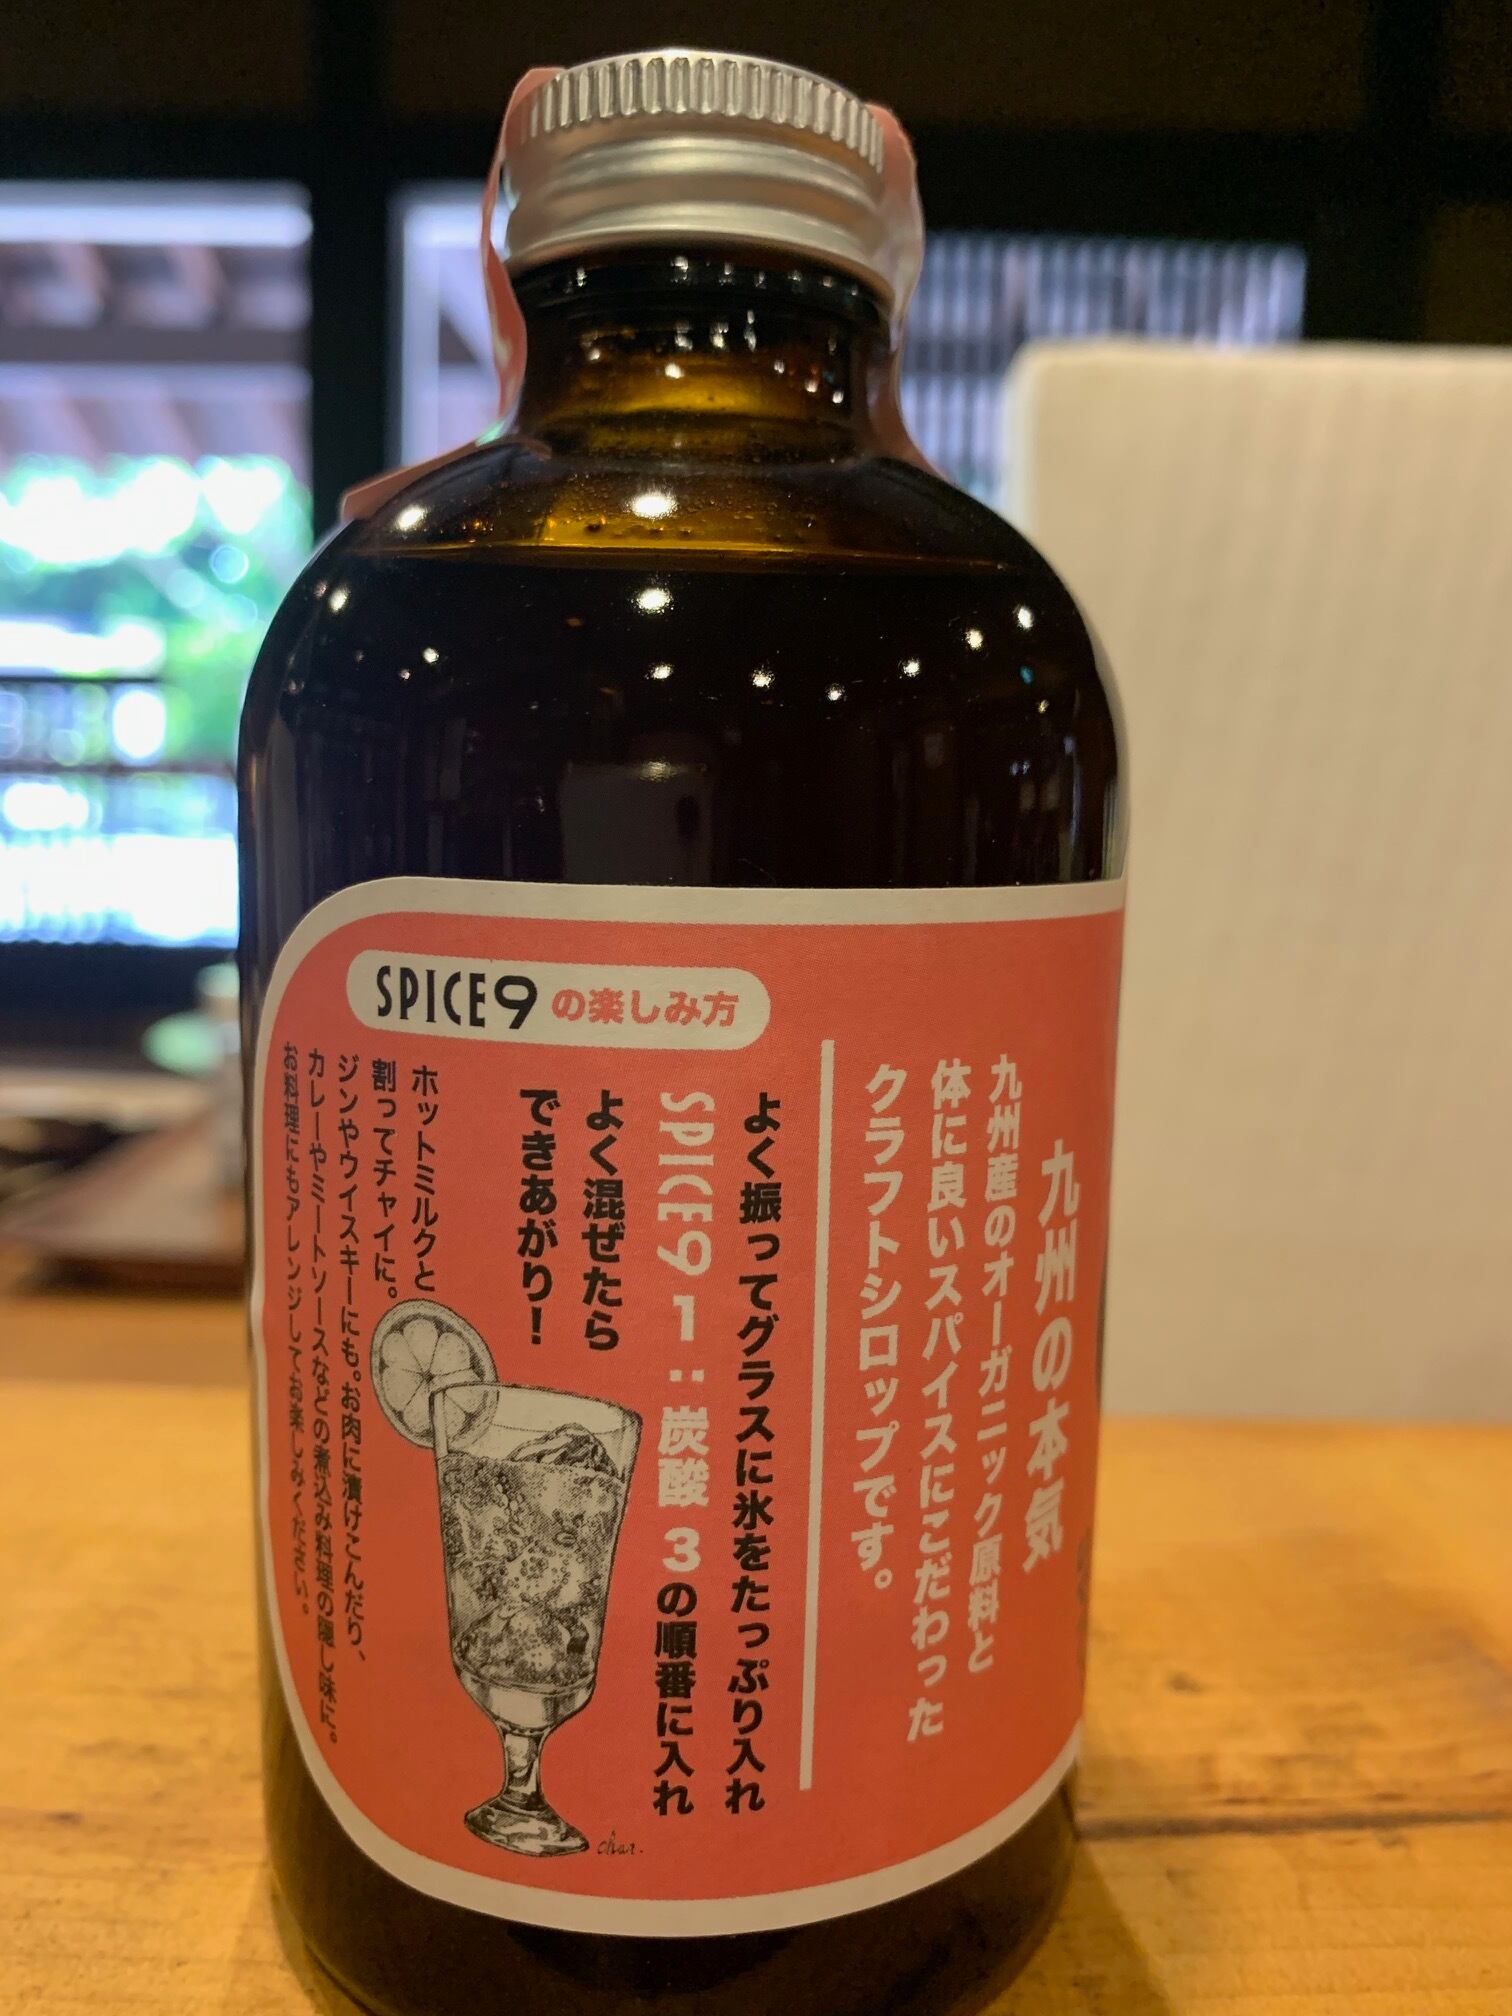 九州の本気
九州産のオーガニック原料と
体に良いスパイスにこだわった
クラフトシロップです。
SPICE9の楽しみ方
よく振ってグラスに氷をたっぷり入れ
SPICE9 1:炭酸 3の順番に入れ
よく混ぜたら
できあがり!
ホットミルクと
割ってチャイに。
ジンやウイスキーにも。お肉に漬けこんだり、
カレーやミートソースなどの煮込み料理の隠し味に。
お料理にもアレンジしてお楽しみください。
char.